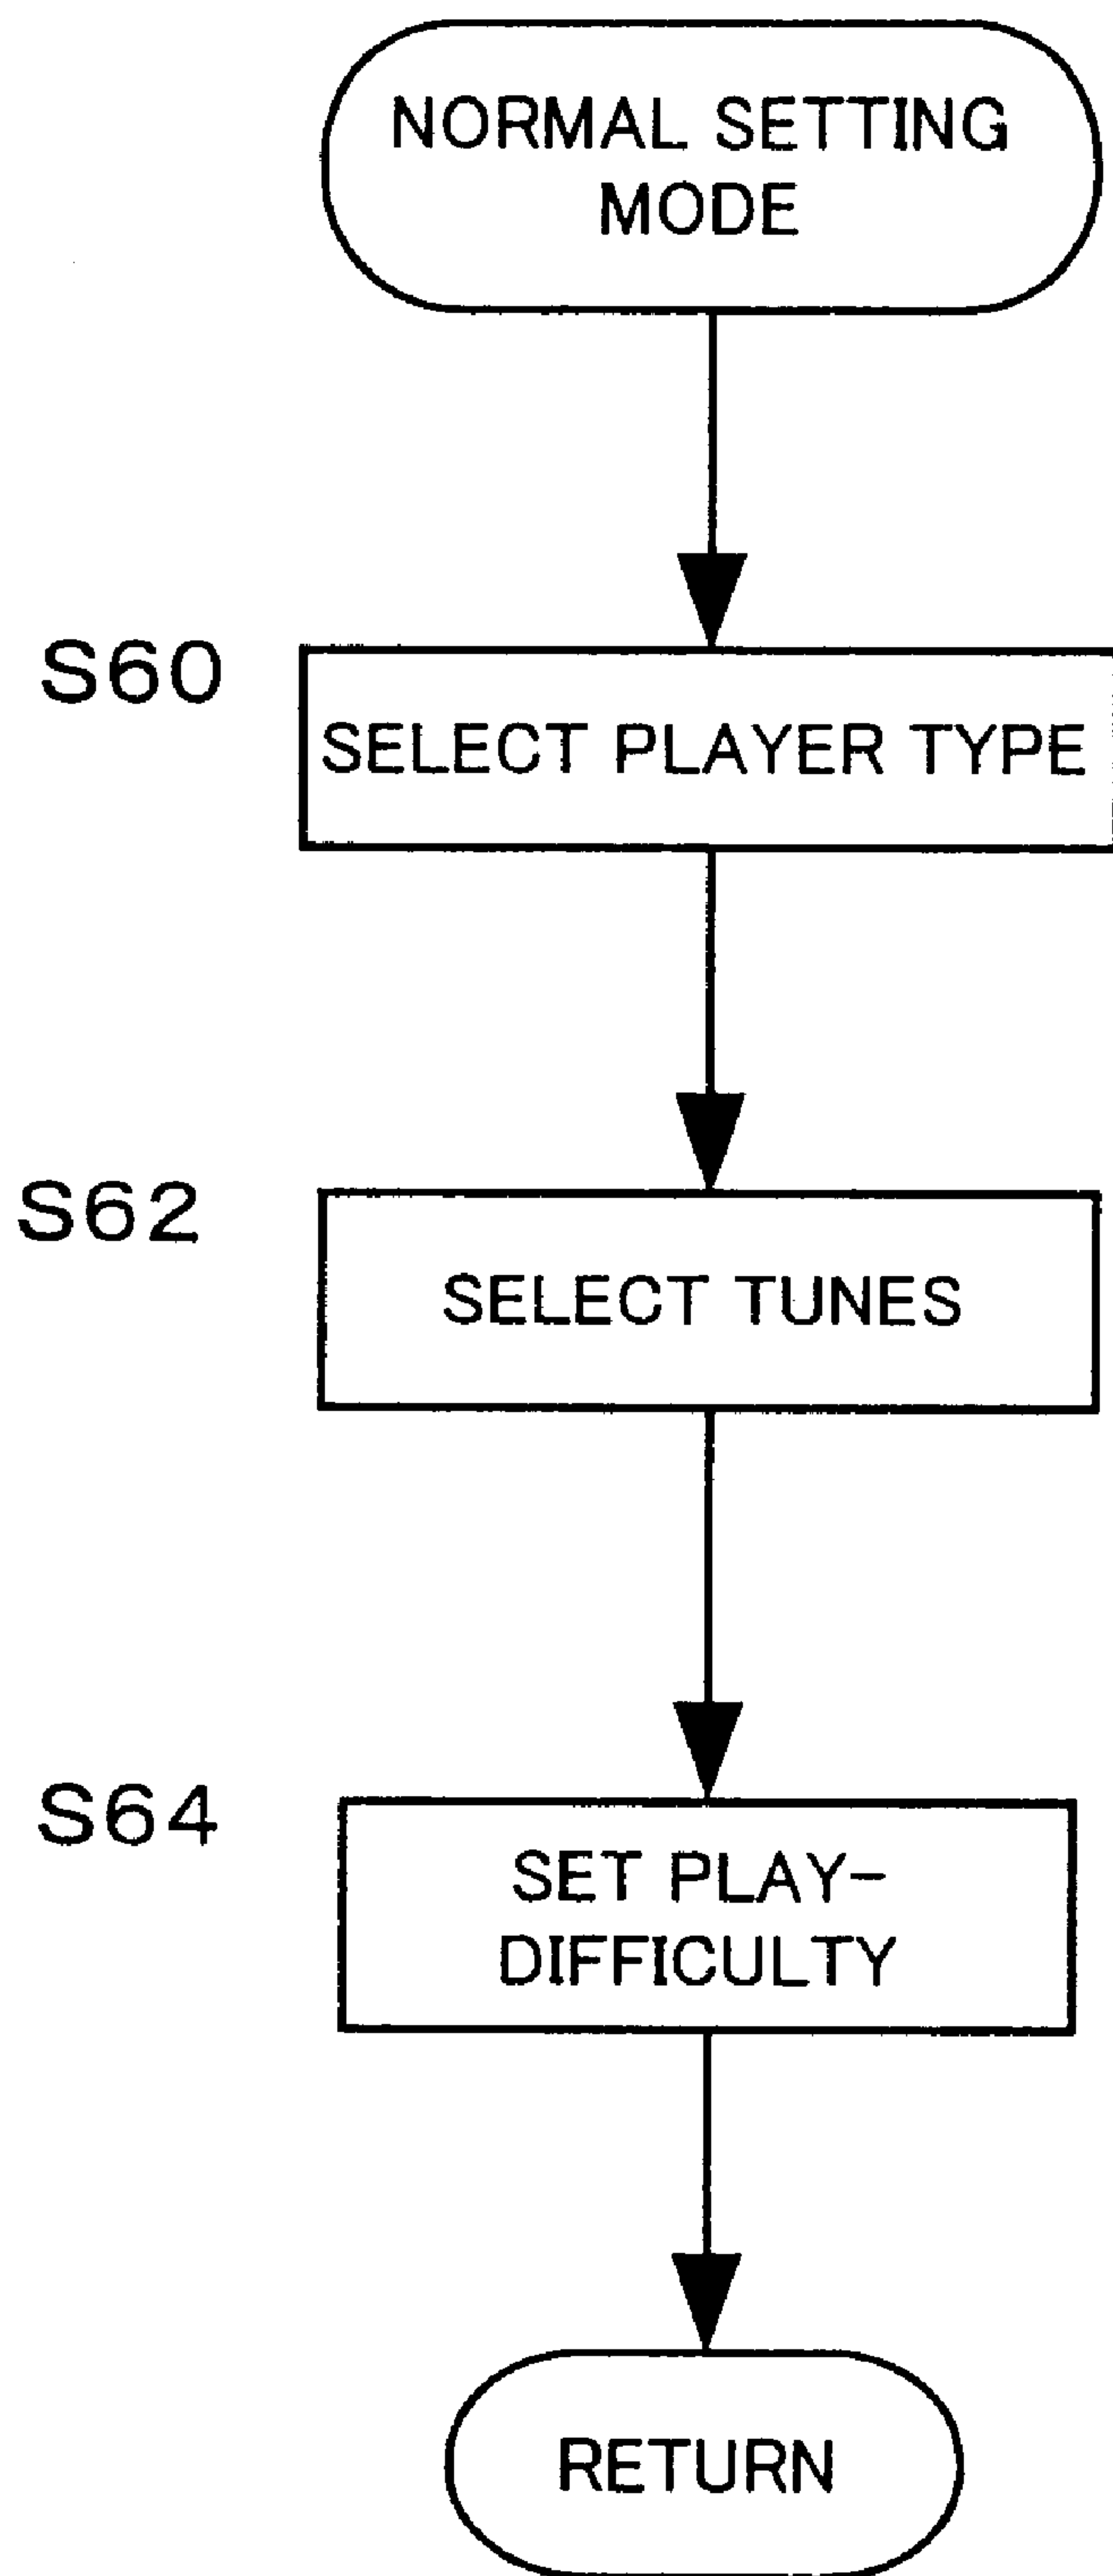 NORMAL SETTING
MODE
S60
SELECT PLAYER TYPE
S62
SELECT TUNES
S64
SET PLAY-
DIFFICULTY
RETURN